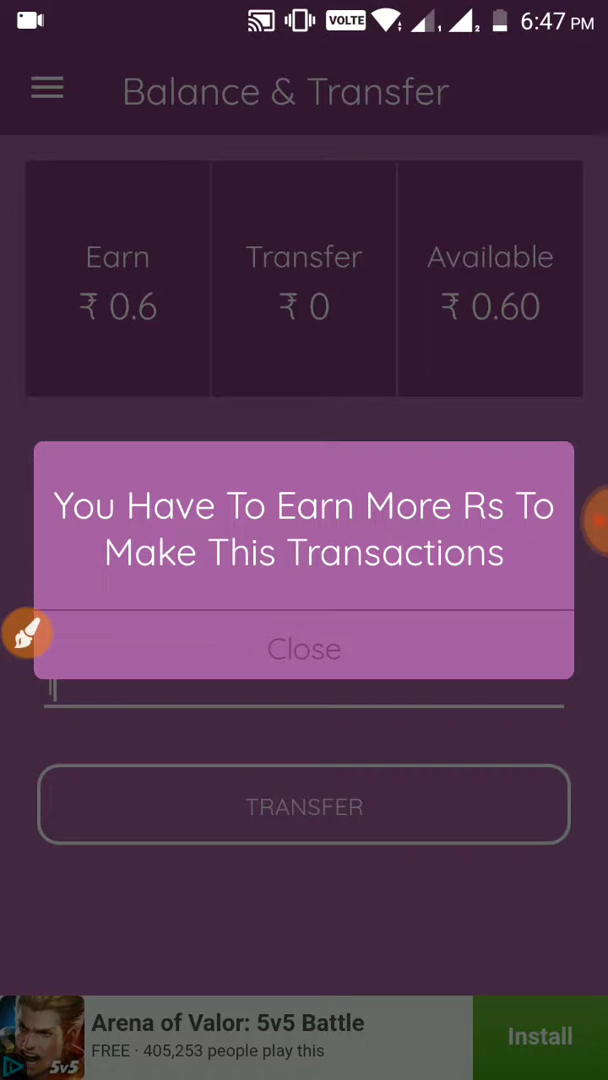 VOLTE 1 2 6:47 PM
Balance & Transfer
Earn Transfer Available
₹ 0.6 ₹ 0 ₹ 0.60
You Have To Earn More Rs To
Make This Transactions
Close
TRANSFER
Arena of Valor: 5v5 Battle
FREE · 405,253 people play this
Install
5v5